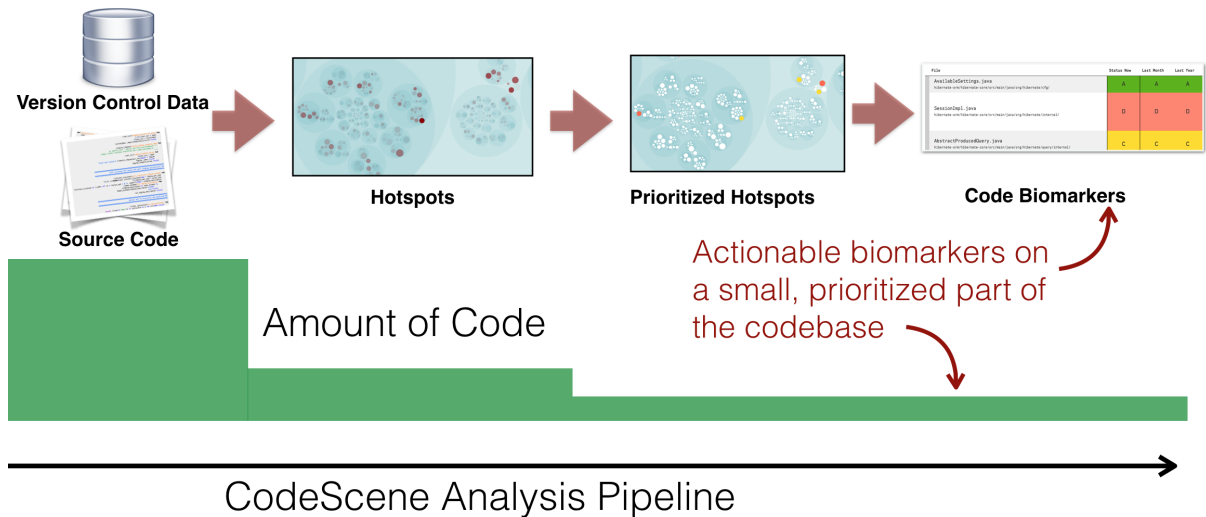 Version Control Data
Source Code
Hotspots
Prioritized Hotspots
File
Status Now
Last Month
Last Year
AvailableSettings.java
A
A
A
SessionImpl.java
D
D
D
AbstractProducedQuery.java
C
C
C
Code Biomarkers
Actionable biomarkers on
a small, prioritized part of
the codebase
Amount of Code
CodeScene Analysis Pipeline